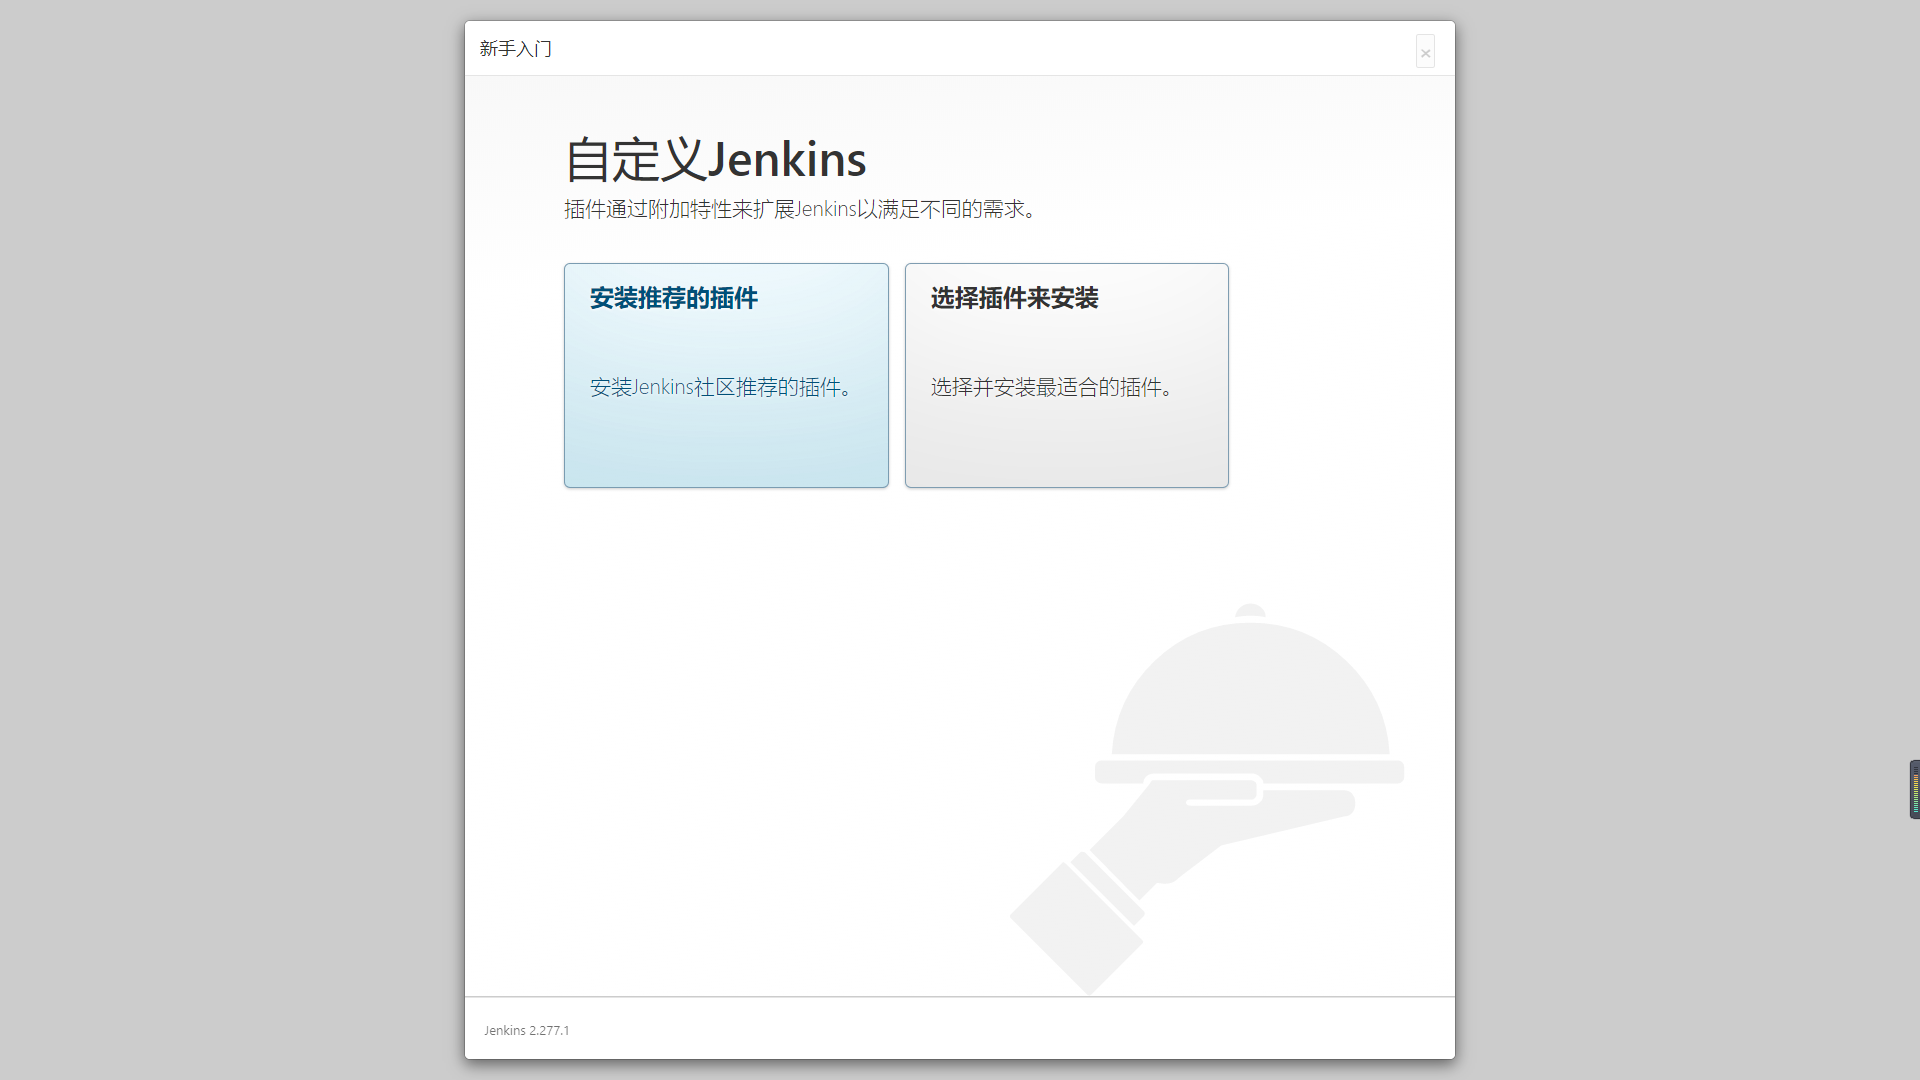 新手入门
×
自定义Jenkins
插件通过附加特性来扩展Jenkins以满足不同的需求。
安装推荐的插件
安装Jenkins社区推荐的插件。
选择插件来安装
选择并安装最适合的插件。
Jenkins 2.277.1